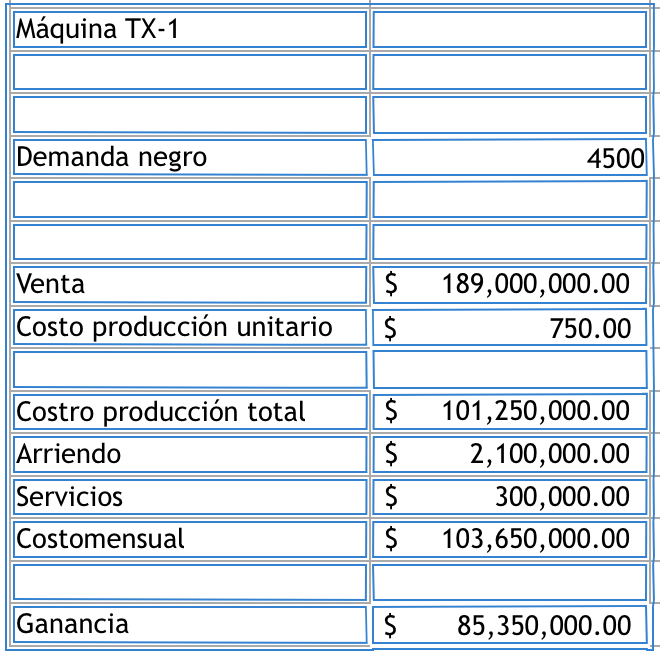 Máquina TX-1
Demanda negro 4500
Venta $ 189,000,000.00
Costo producción unitario $ 750.00
Costro producción total $ 101,250,000.00
Arriendo $ 2,100,000.00
Servicios $ 300,000.00
Costomensual $ 103,650,000.00
Ganancia $ 85,350,000.00